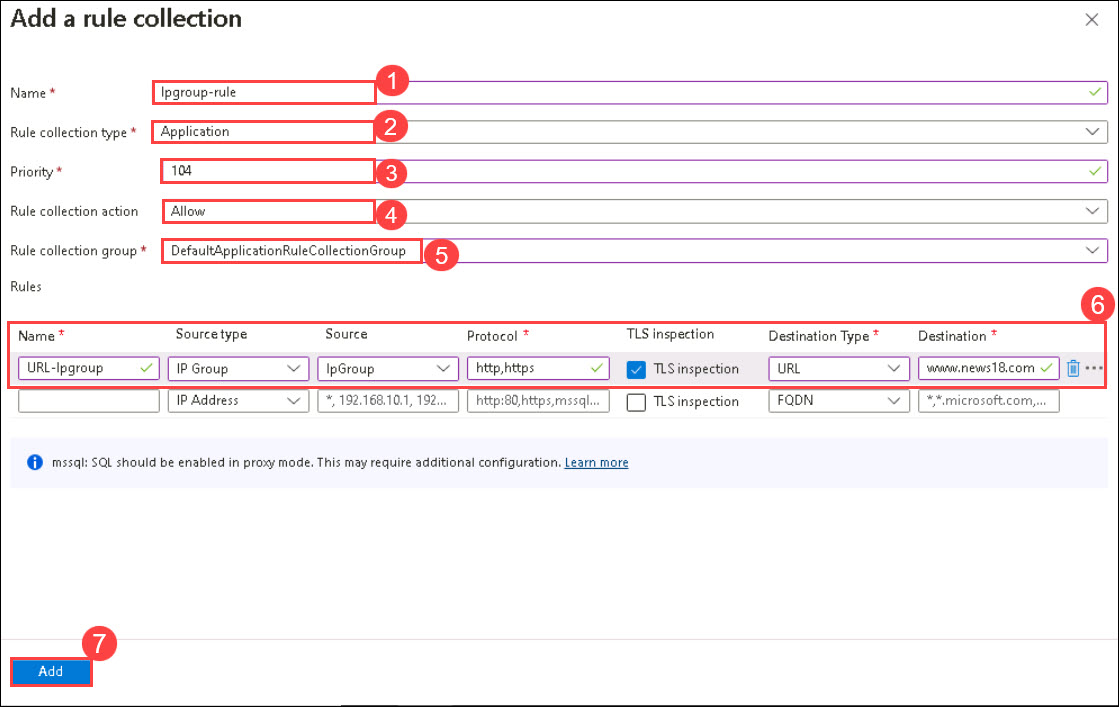 Add a rule collection
1
Name * Ipgroup-rule
2
Rule collection type * Application
3
Priority * 104
4
Rule collection action Allow
5
Rule collection group * DefaultApplicationRuleCollectionGroup
Rules
6
Name * Source type Source Protocol * TLS inspection Destination Type * Destination *
URL-Ipgroup IP Group IpGroup http,https TLS inspection URL www.news18.com
IP Address *, 192.168.10.1, 192... http:80,https,mssql... TLS inspection FQDN *,*.microsoft.com,...
mssql: SQL should be enabled in proxy mode. This may require additional configuration. Learn more
7
Add